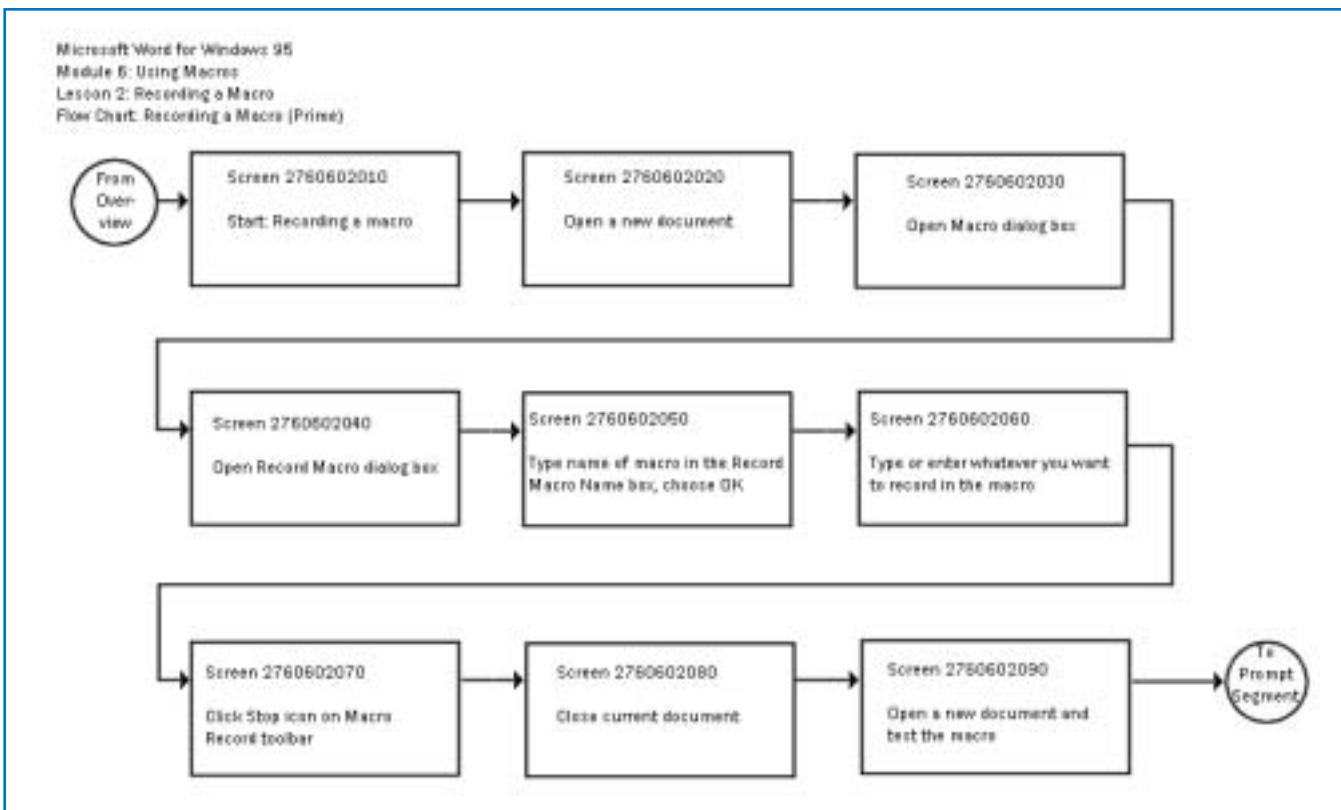 Microsoft Word for Windows 95
Module 6: Using Macros
Lesson 2: Recording a Macro
Flow Chart: Recording a Macro (Prime)
From
Over-
view
Screen 2760602010
Start: Recording a macro
Screen 2760602020
Open a new document
Screen 2760602030
Open Macro dialog box
Screen 2760602040
Open Record Macro dialog box
Screen 2760602050
Type name of macro in the Record
Macro Name box, choose OK
Screen 2760602060
Type or enter whatever you want
to record in the macro
Screen 2760602070
Click Stop icon on Macro
Record toolbar
Screen 2760602080
Close current document
Screen 2760602090
Open a new document and
test the macro
To
Prompt
Segment